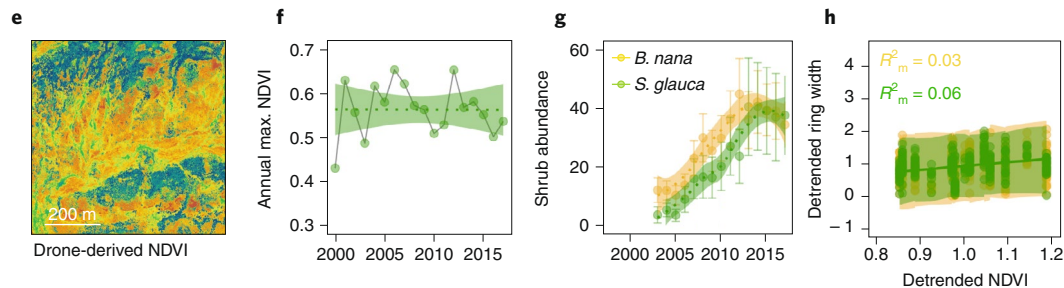 e
200 m
Drone-derived NDVI
f
Annual max. NDVI
0.7
0.6
0.5
0.4
0.3
2000 2005 2010 2015
g
Shrub abundance
60
40
20
0
B. nana
S. glauca
2000 2005 2010 2015
h
Detrended ring width
4
3
2
1
0
–1
R²m = 0.03
R²m = 0.06
0.8 0.9 1.0 1.1 1.2
Detrended NDVI